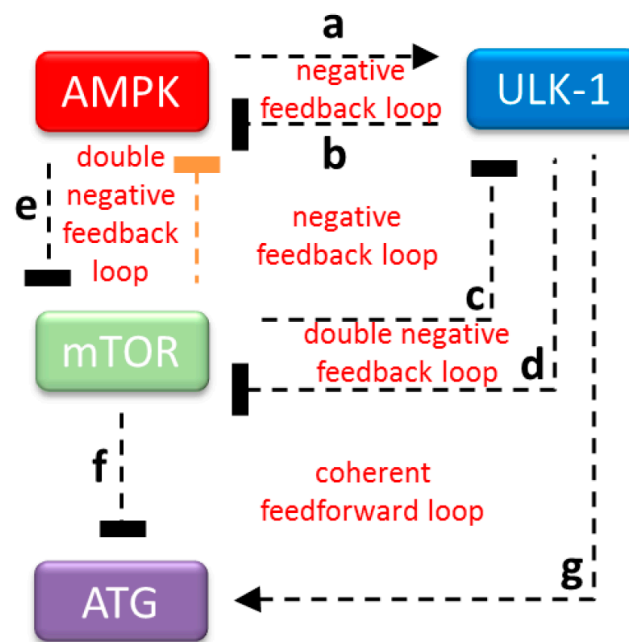 a
AMPK
negative
feedback loop
ULK-1
b
e
double
negative
feedback
loop
negative
feedback loop
c
mTOR
double negative
feedback loop
d
f
coherent
feedforward loop
ATG
g